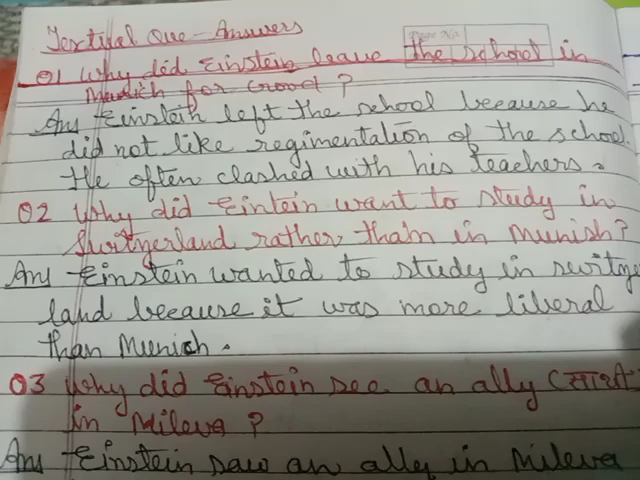 Textual Que-Answers
Page No.
Q1 Why did Einstein leave the school in
Munich for Good?
Ans Einstein left the school because he
did not like regimentation of the school.
He often clashed with his teachers.
Q2 Why did Eintein want to study in
Switzerland rather than in Munish?
Ans Einstein wanted to study in switzer
land because it was more liberal
than Munich.
Q3 Why did Einstein see an ally
in Mileva?
Ans Einstein saw an ally in Mileva